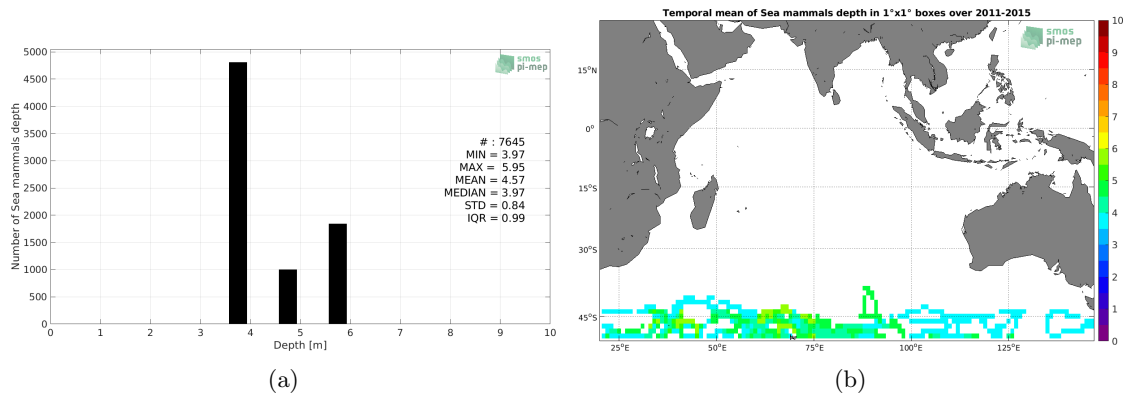 5000
4500
4000
3500
3000
2500
2000
1500
1000
500
0
Number of Sea mammals depth
smos
pi-mep
# : 7645
MIN = 3.97
MAX = 5.95
MEAN = 4.57
MEDIAN = 3.97
STD = 0.84
IQR = 0.99
0 1 2 3 4 5 6 7 8 9 10
Depth [m]
(a)
Temporal mean of Sea mammals depth in 1°x1° boxes over 2011-2015
smos
pi-mep
15°N
0°
15°S
30°S
45°S
25°E 50°E 75°E 100°E 125°E
10
9
8
7
6
5
4
3
2
1
0
(b)